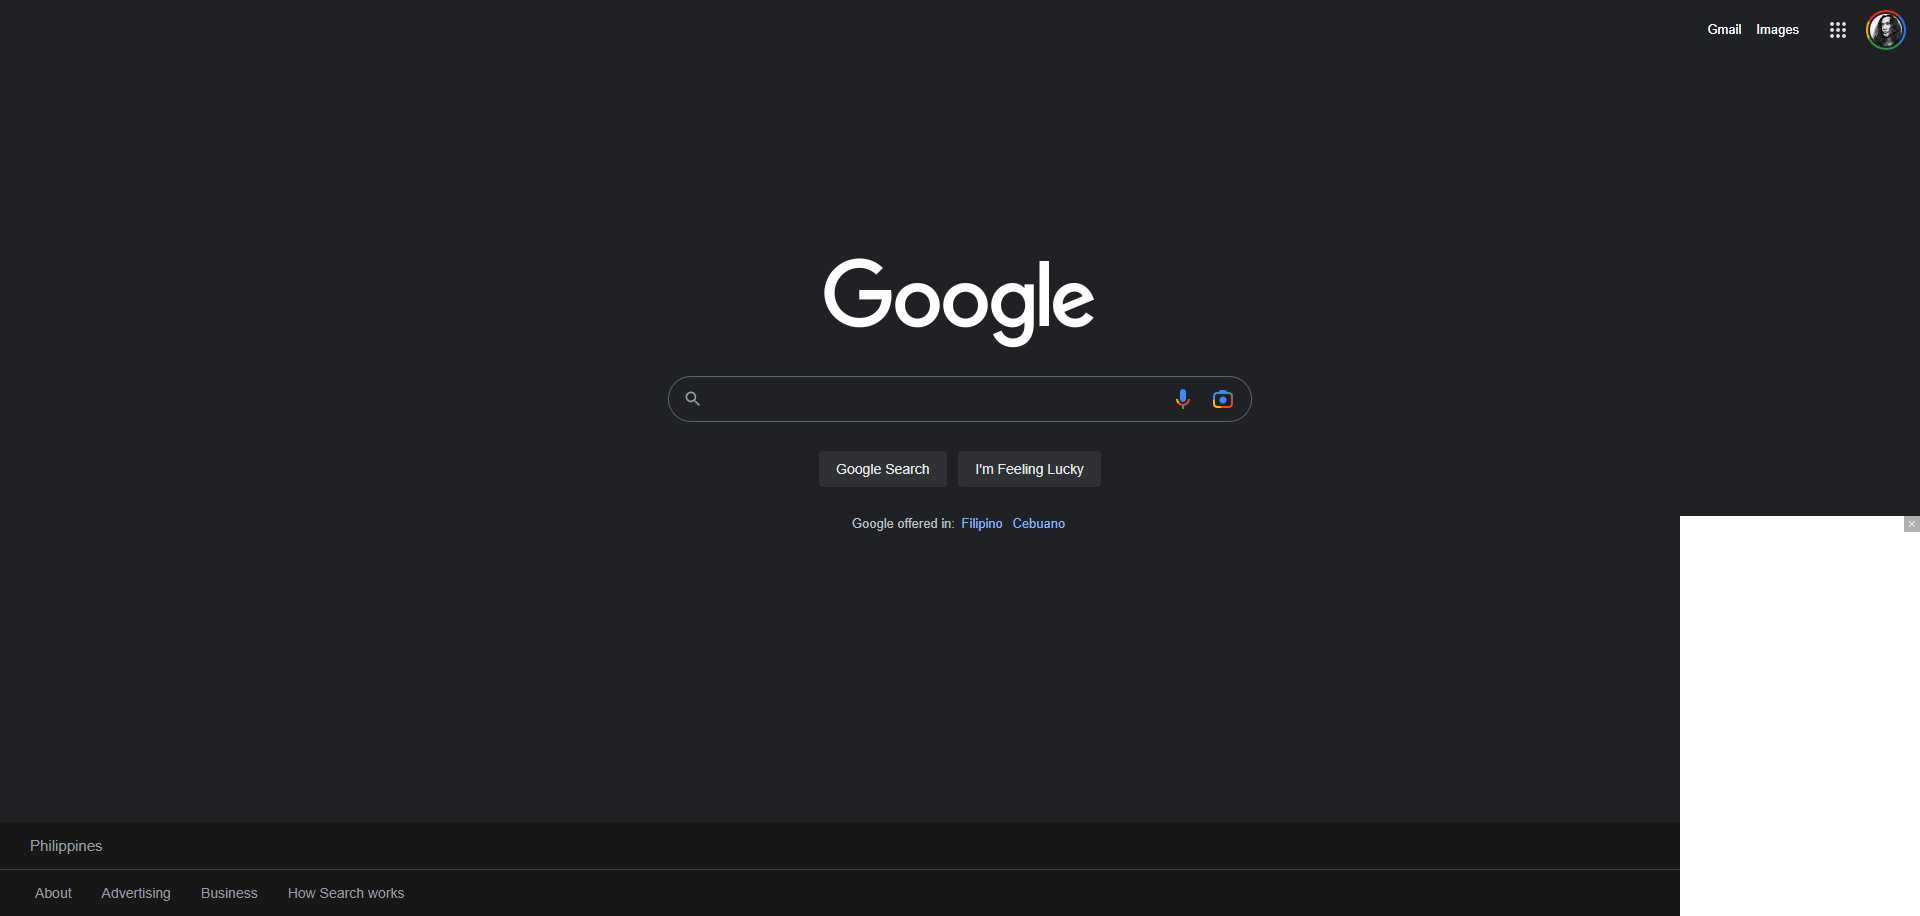 Gmail Images
Google
Google Search I'm Feeling Lucky
Google offered in: Filipino Cebuano
Philippines
About Advertising Business How Search works